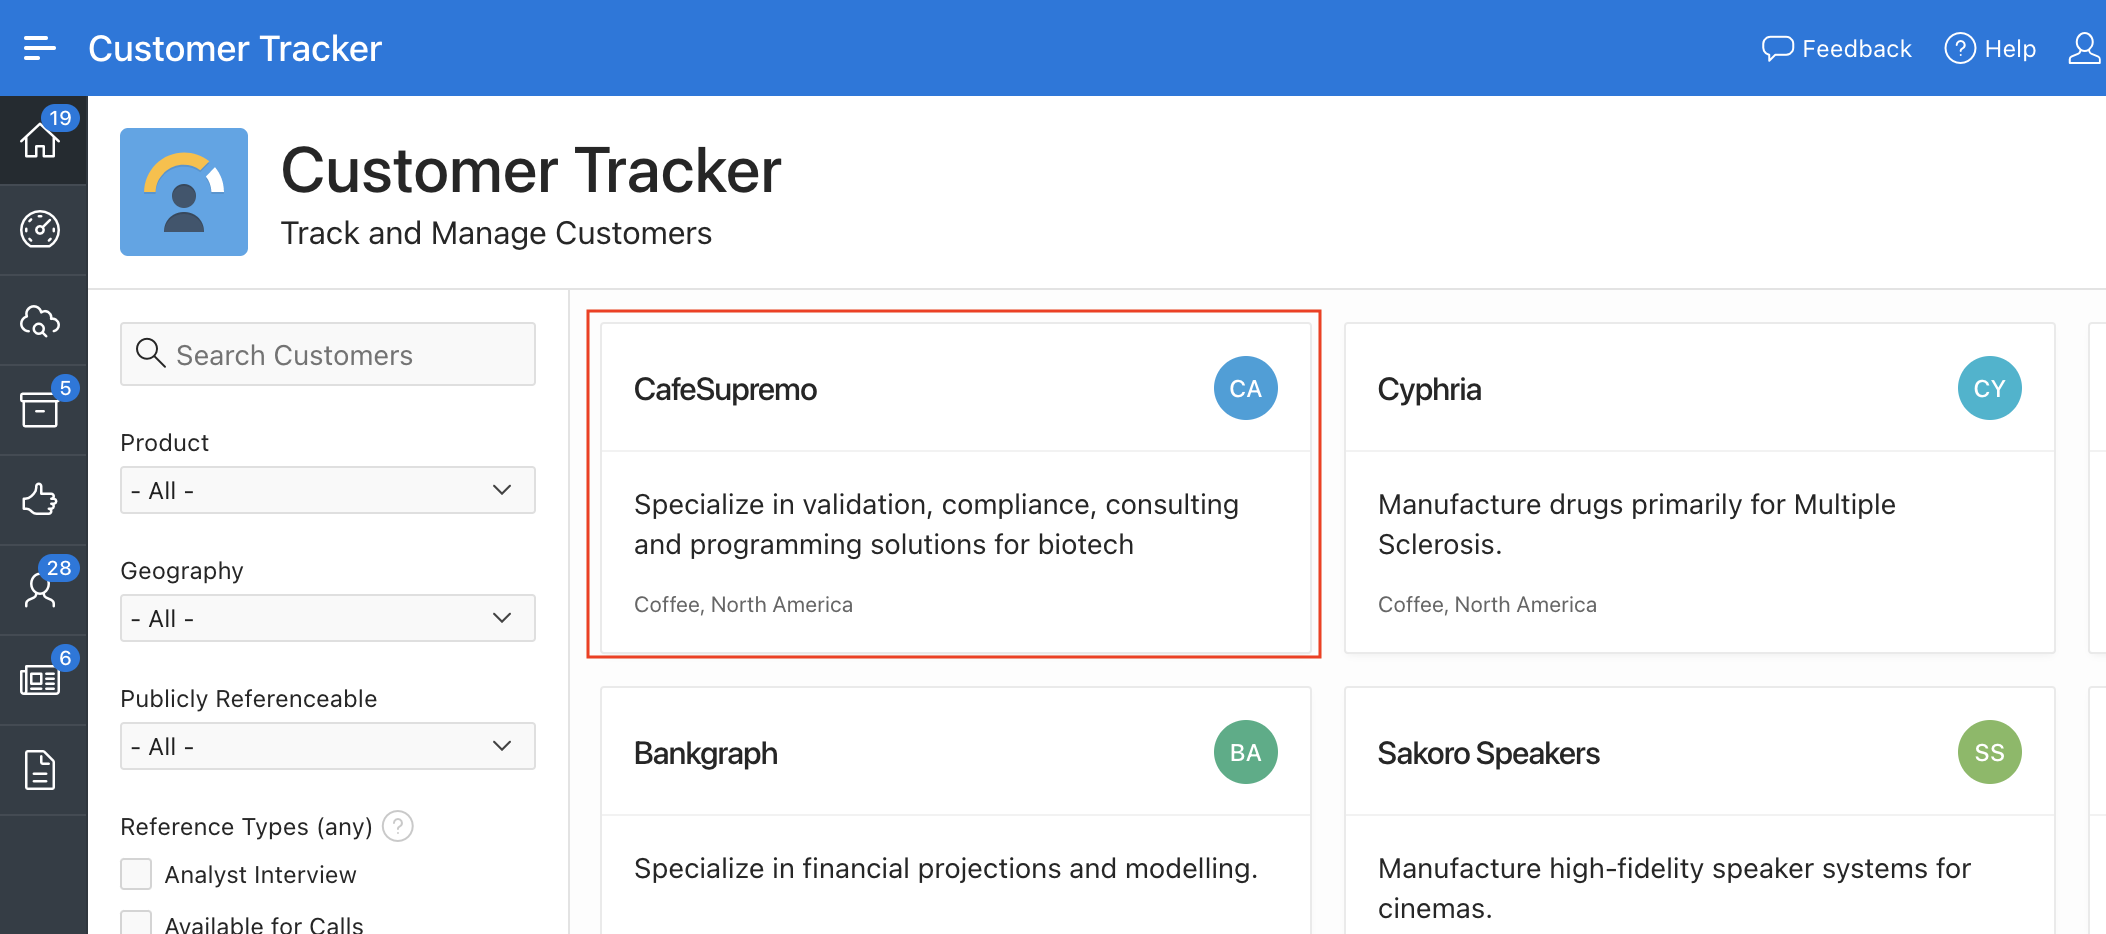 Customer Tracker
Feedback
Help
19
5
28
6
Customer Tracker
Track and Manage Customers
Search Customers
Product
- All -
Geography
- All -
Publicly Referenceable
- All -
Reference Types (any) ?
Analyst Interview
Available for Calls
CafeSupremo
CA
Specialize in validation, compliance, consulting
and programming solutions for biotech
Coffee, North America
Cyphria
CY
Manufacture drugs primarily for Multiple
Sclerosis.
Coffee, North America
Bankgraph
BA
Specialize in financial projections and modelling.
Sakoro Speakers
SS
Manufacture high-fidelity speaker systems for
cinemas.